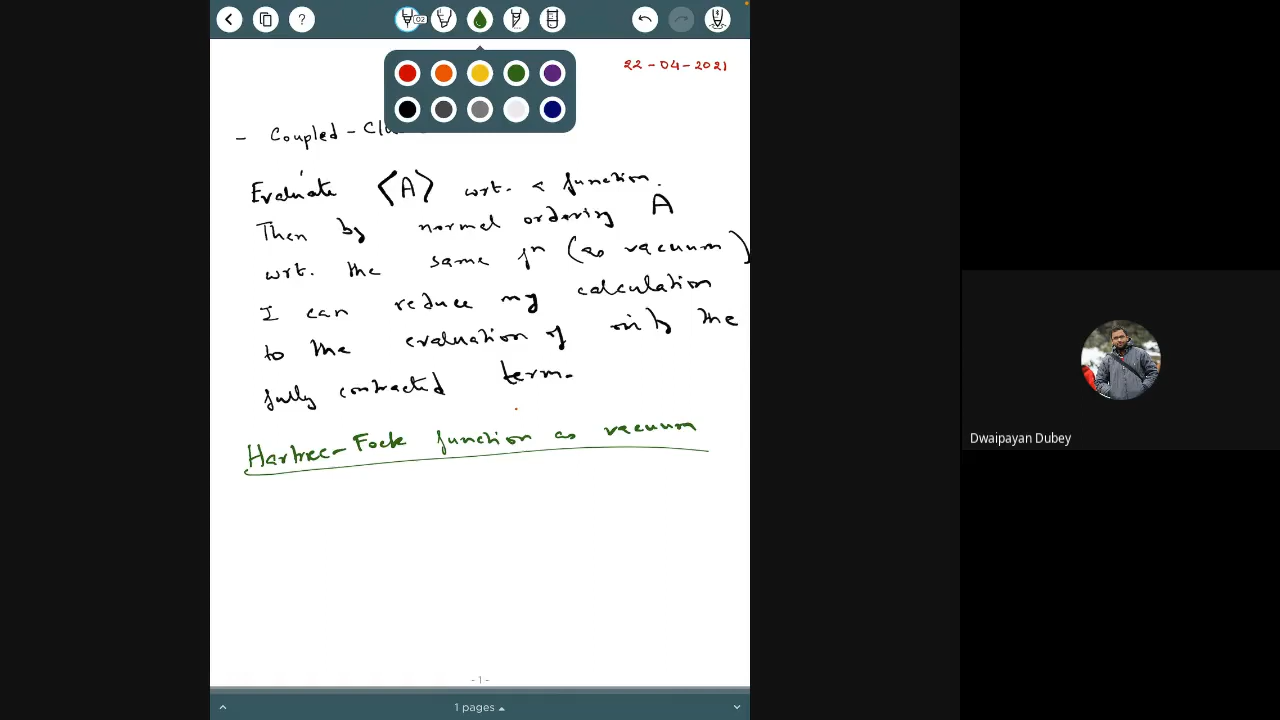 02
?
22-04-2021
- Coupled-Clu
Evaluate ⟨A⟩ wrt. a function.
Then by normal ordering A
wrt. the same fn (as vacuum)
I can reduce my calculation
to the evaluation of only the
fully contracted term.
Hartree-Fock function as vacuum
Dwaipayan Dubey
- 1 -
1 pages